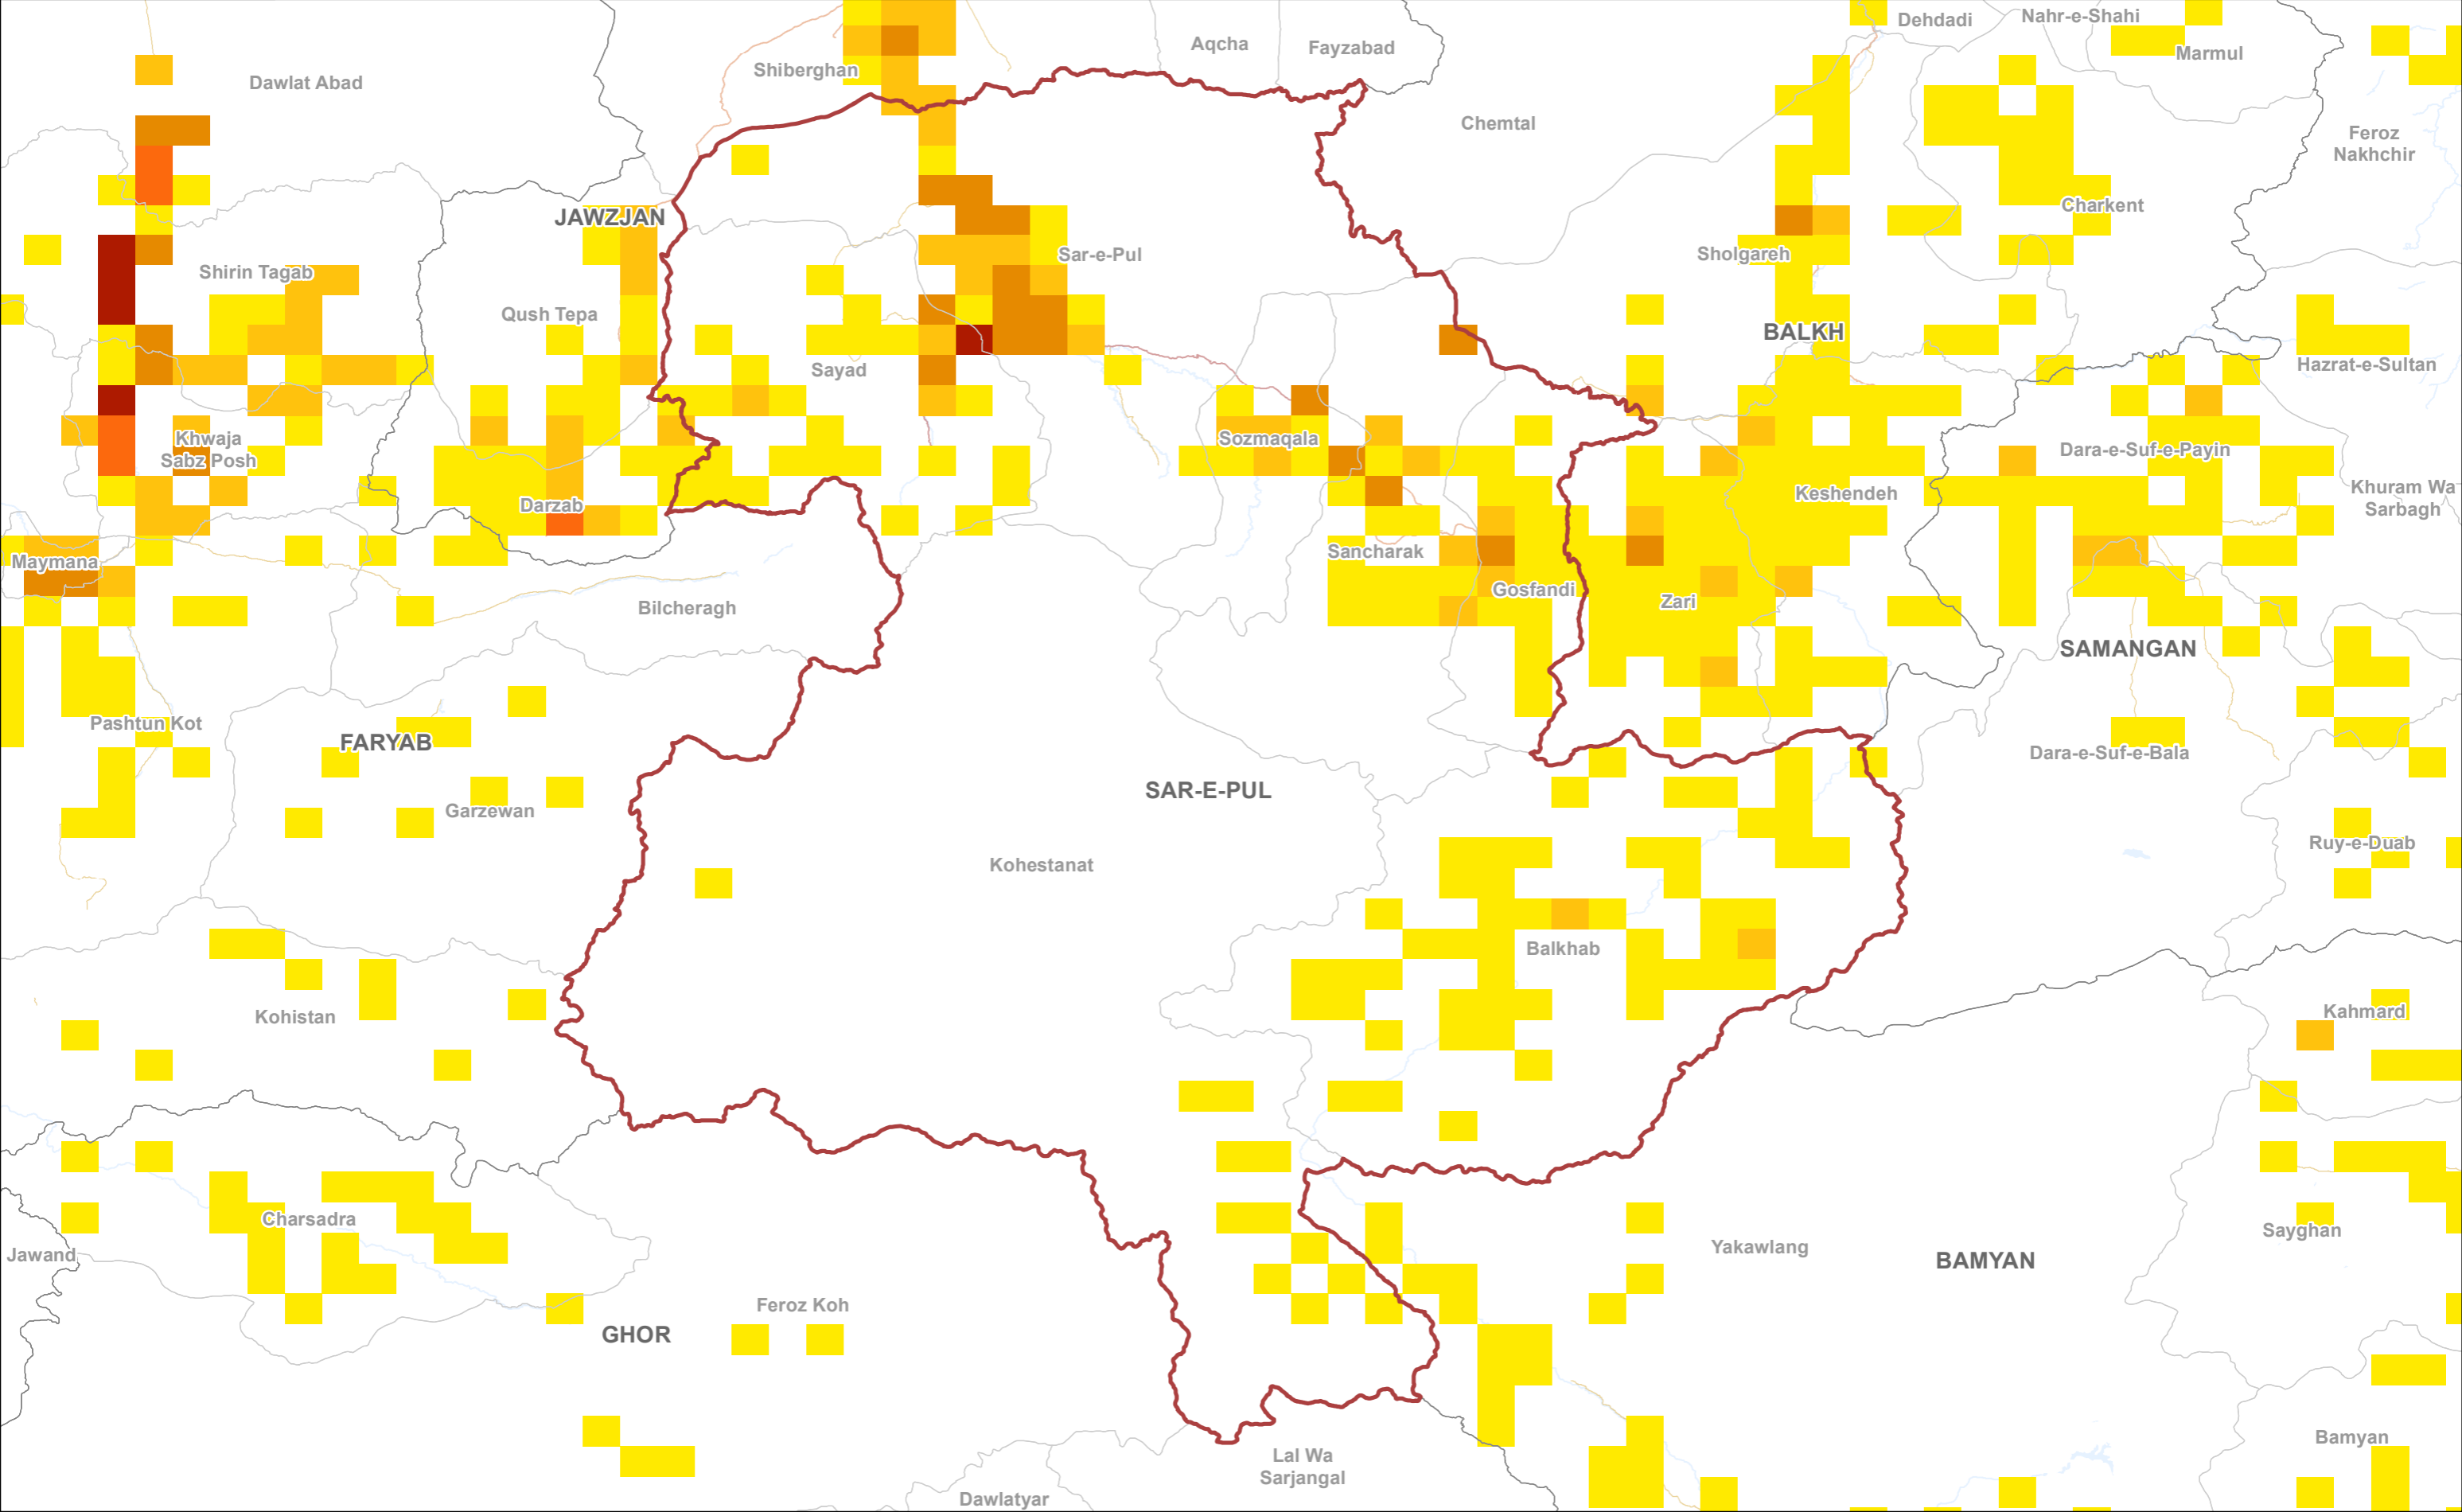 Dehdadi
Nahr-e-Shahi
Aqcha
Fayzabad
Marmul
Shiberghan
Dawlat Abad
Chemtal
Feroz
Nakhchir
Charkent
JAWZJAN
Sar-e-Pul
Sholgareh
Shirin Tagab
Qush Tepa
BALKH
Hazrat-e-Sultan
Sayad
Khwaja
Sabz Posh
Sozmaqala
Dara-e-Suf-e-Payin
Keshendeh
Khuram Wa
Sarbagh
Darzab
Maymana
Sancharak
Gosfandi
Zari
Bilcheragh
SAMANGAN
Pashtun Kot
FARYAB
Dara-e-Suf-e-Bala
SAR-E-PUL
Garzewan
Ruy-e-Duab
Kohestanat
Balkhab
Kohistan
Kahmard
Charsadra
Sayghan
Jawand
Yakawlang
BAMYAN
Feroz Koh
GHOR
Bamyan
Lal Wa
Sarjangal
Dawlatyar